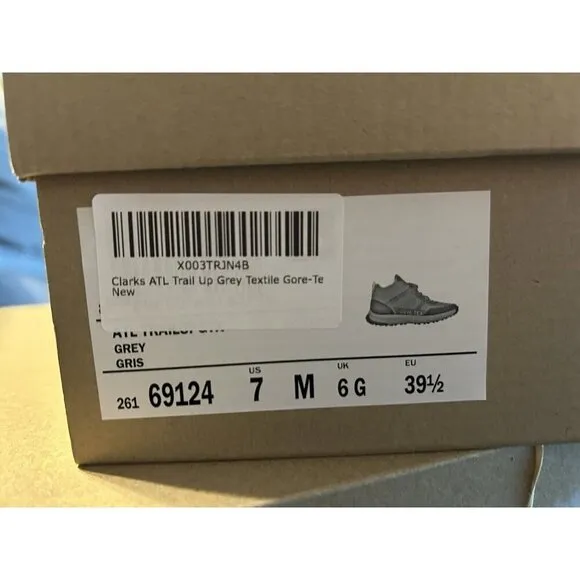 X003TRJN4B
Clarks ATL Trail Up Grey Textile Gore-Te
New
GREY
GRIS
US UK EU
261 69124 7 M 6 G 39½